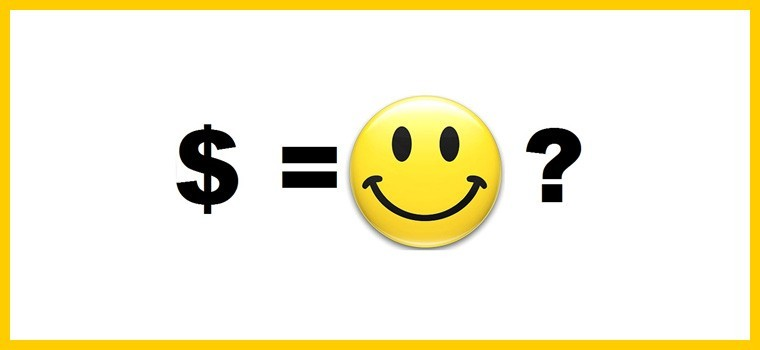 $ = ?